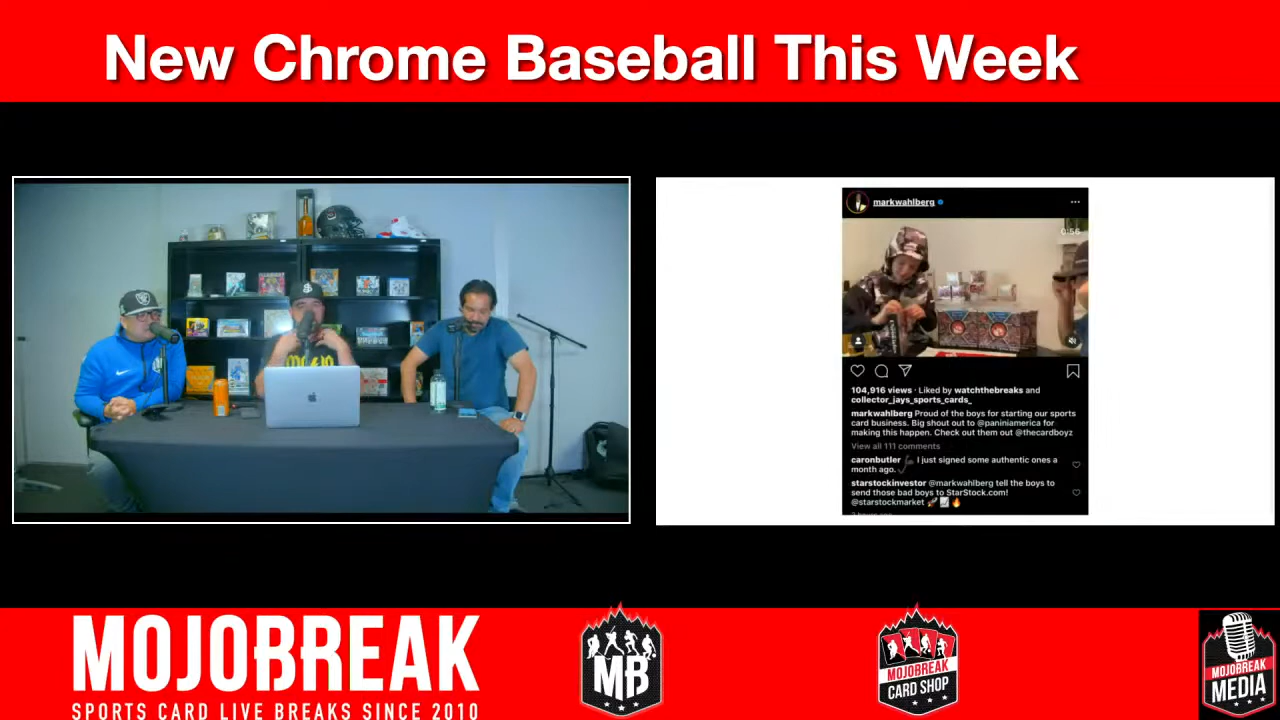 New Chrome Baseball This Week
markwahlberg
0:56
104,916 views · Liked by watchthebreaks and
collector_jays_sports_cards_
markwahlberg Proud of the boys for starting our sports
card business. Big shout out to @paniniamerica for
making this happen. Check out them out @thecardboyz
View all 111 comments
caronbutler 💪🏿 I just signed some authentic ones a
month ago.
starstockinvestor @markwahlberg tell the boys to
send those bad boys to StarStock.com!
@starstockmarket 🚀 📈 🔥
MOJOBREAK
SPORTS CARD LIVE BREAKS SINCE 2010
MB
MOJOBREAK
CARD SHOP
MOJOBREAK
MEDIA